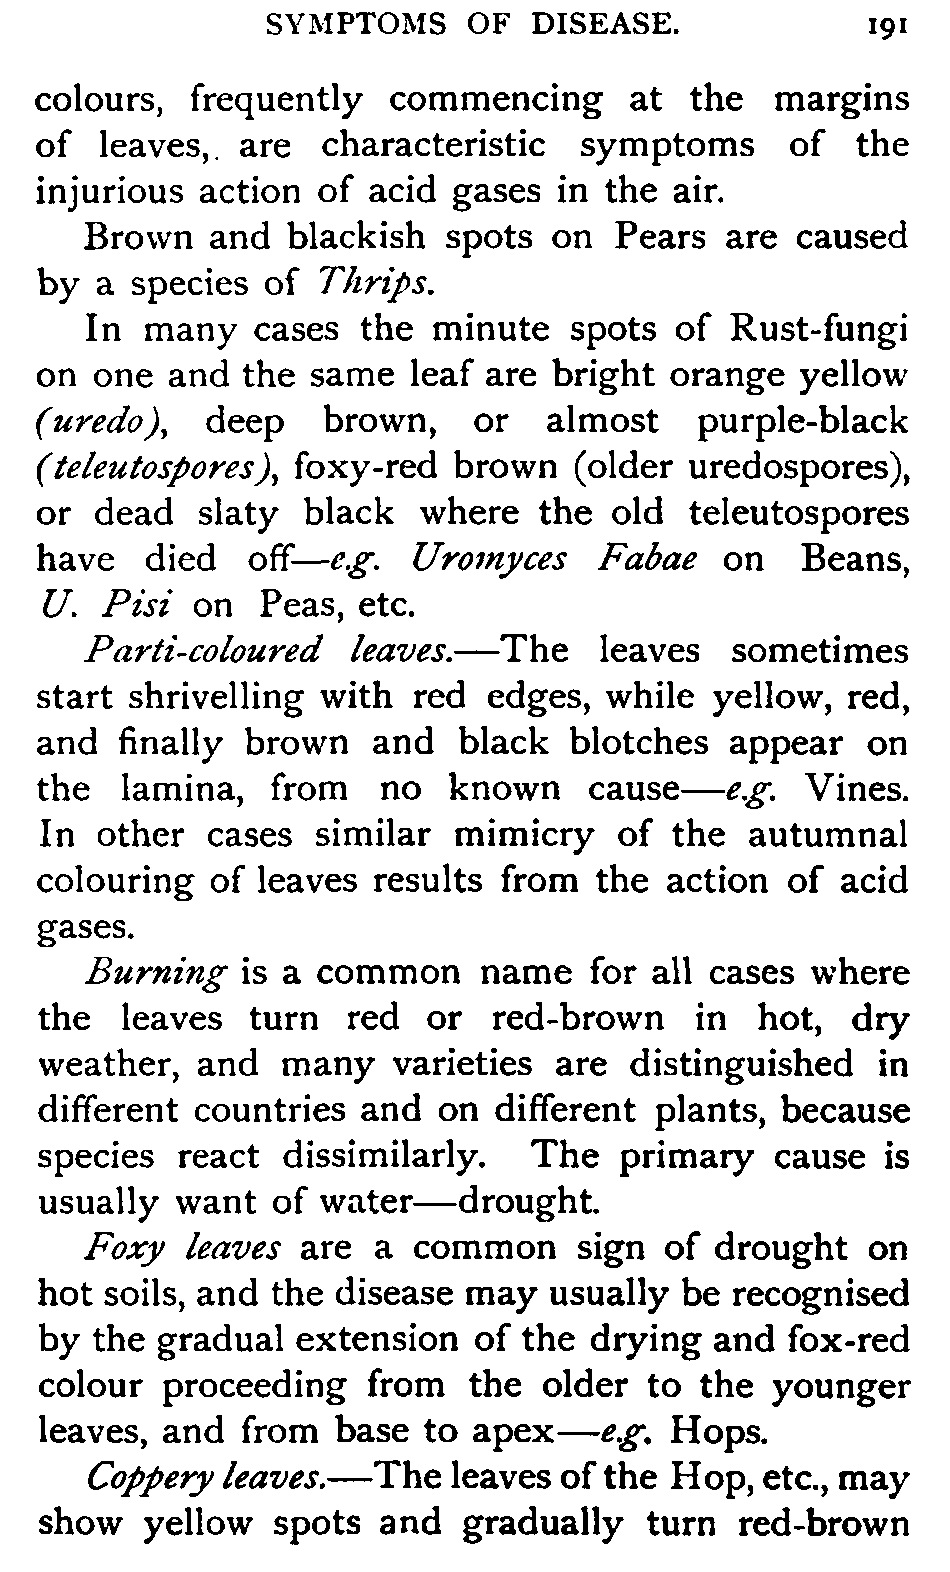 SYMPTOMS OF DISEASE. 191
colours, frequently commencing at the margins
of leaves,. are characteristic symptoms of the
injurious action of acid gases in the air.
Brown and blackish spots on Pears are caused
by a species of Thrips.
In many cases the minute spots of Rust-fungi
on one and the same leaf are bright orange yellow
(uredo), deep brown, or almost purple-black
(teleutospores), foxy-red brown (older uredospores),
or dead slaty black where the old teleutospores
have died off—e.g. Uromyces Fabae on Beans,
U. Pisi on Peas, etc.
Parti-coloured leaves.—The leaves sometimes
start shrivelling with red edges, while yellow, red,
and finally brown and black blotches appear on
the lamina, from no known cause—e.g. Vines.
In other cases similar mimicry of the autumnal
colouring of leaves results from the action of acid
gases.
Burning is a common name for all cases where
the leaves turn red or red-brown in hot, dry
weather, and many varieties are distinguished in
different countries and on different plants, because
species react dissimilarly. The primary cause is
usually want of water—drought.
Foxy leaves are a common sign of drought on
hot soils, and the disease may usually be recognised
by the gradual extension of the drying and fox-red
colour proceeding from the older to the younger
leaves, and from base to apex—e.g. Hops.
Coppery leaves.—The leaves of the Hop, etc., may
show yellow spots and gradually turn red-brown